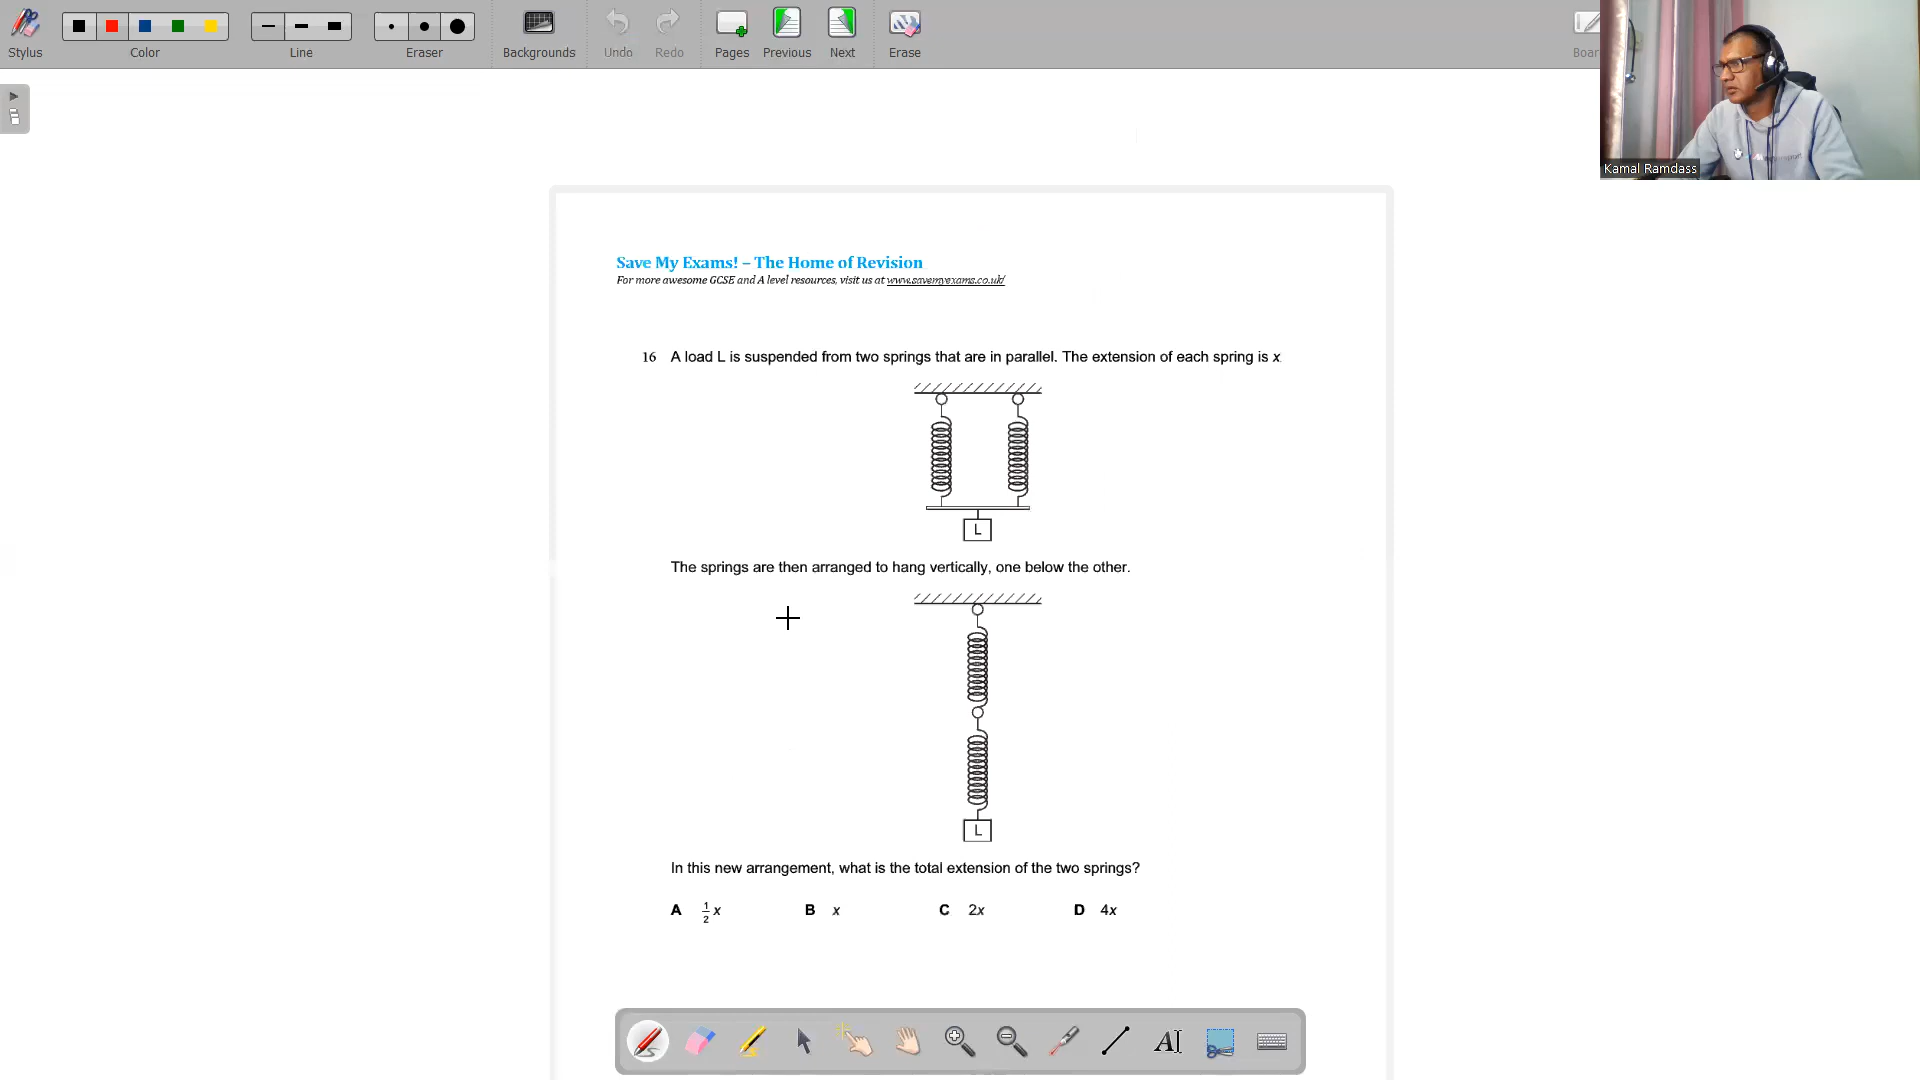 Stylus
Color
Line
Eraser
Backgrounds
Undo
Redo
Pages
Previous
Next
Erase
Boar
Kamal Ramdass
Save My Exams! – The Home of Revision
For more awesome GCSE and A level resources, visit us at www.savemyexams.co.uk/
16 A load L is suspended from two springs that are in parallel. The extension of each spring is x.
L
The springs are then arranged to hang vertically, one below the other.
L
In this new arrangement, what is the total extension of the two springs?
A 1/2 x B x C 2x D 4x